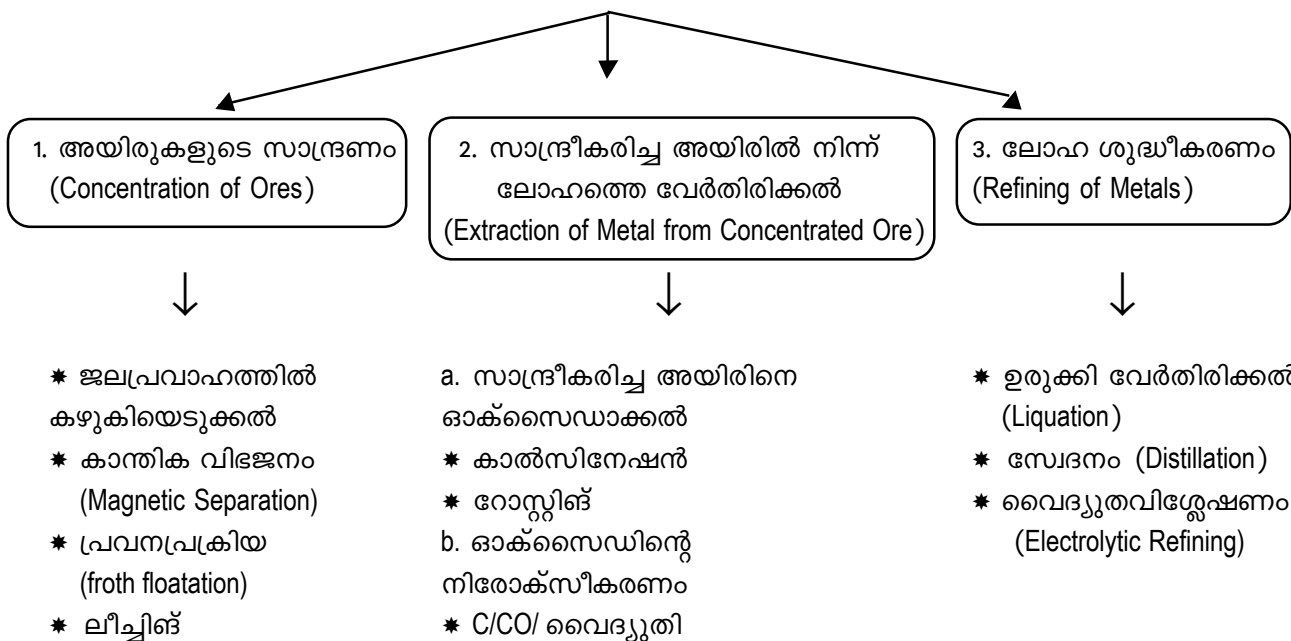 1. അയിരുകളുടെ സാന്ദ്രണം
(Concentration of Ores)
2. സാന്ദ്രീകരിച്ച അയിരിൽ നിന്ന്
ലോഹത്തെ വേർതിരിക്കൽ
(Extraction of Metal from Concentrated Ore)
3. ലോഹ ശുദ്ധീകരണം
(Refining of Metals)
✷ ജലപ്രവാഹത്തിൽ
കഴുകിയെടുക്കൽ
✷ കാന്തിക വിഭജനം
(Magnetic Separation)
✷ പ്രവനപ്രക്രിയ
(froth floatation)
✷ ലീച്ചിങ്
a. സാന്ദ്രീകരിച്ച അയിരിനെ
ഓക്സൈഡാക്കൽ
✷ കാൽസിനേഷൻ
✷ റോസ്റ്റിങ്
b. ഓക്സൈഡിന്റെ
നിരോക്സീകരണം
✷ C/CO/ വൈദ്യുതി
✷ ഉരുക്കി വേർതിരിക്കൽ
(Liquation)
✷ സ്വേദനം (Distillation)
✷ വൈദ്യുതവിശ്ലേഷണം
(Electrolytic Refining)